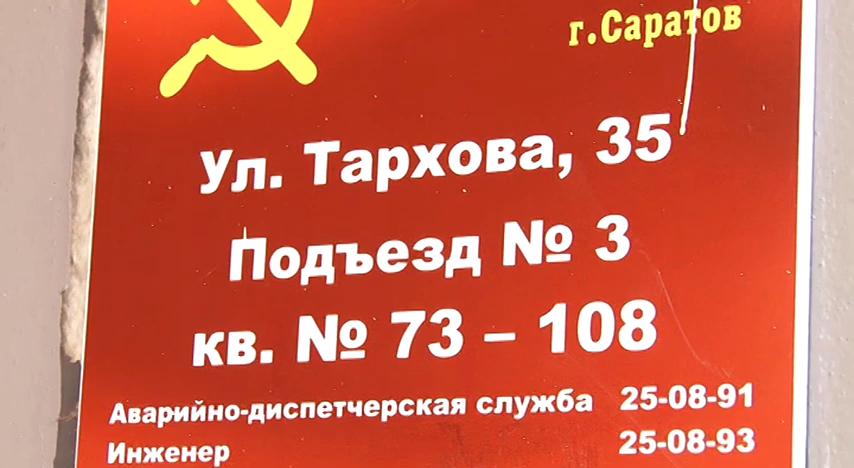 г.Саратов
Ул. Тархова, 35
Подъезд № 3
кв. № 73 – 108
Аварийно-диспетчерская служба 25-08-91
Инженер 25-08-93